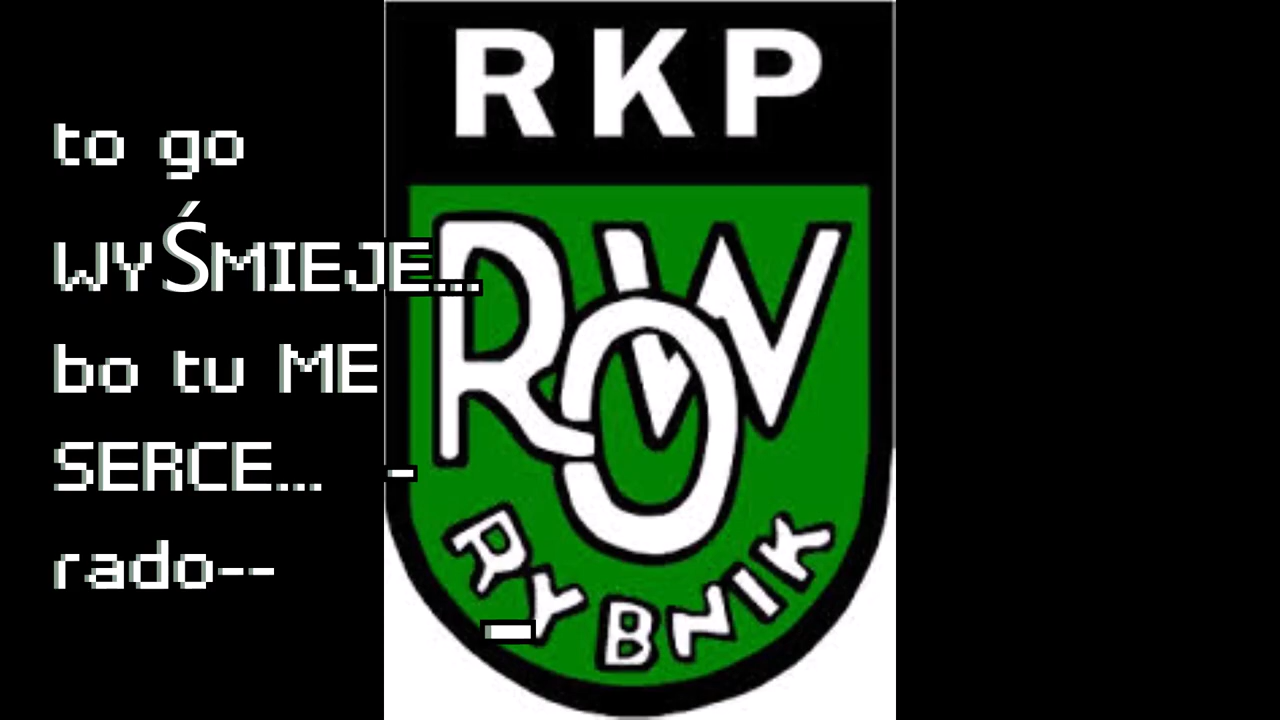 RKP
to go
WYŚMIEJE...
bo tu ME
SERCE... -
rado--
_
ROW
RYBNIK